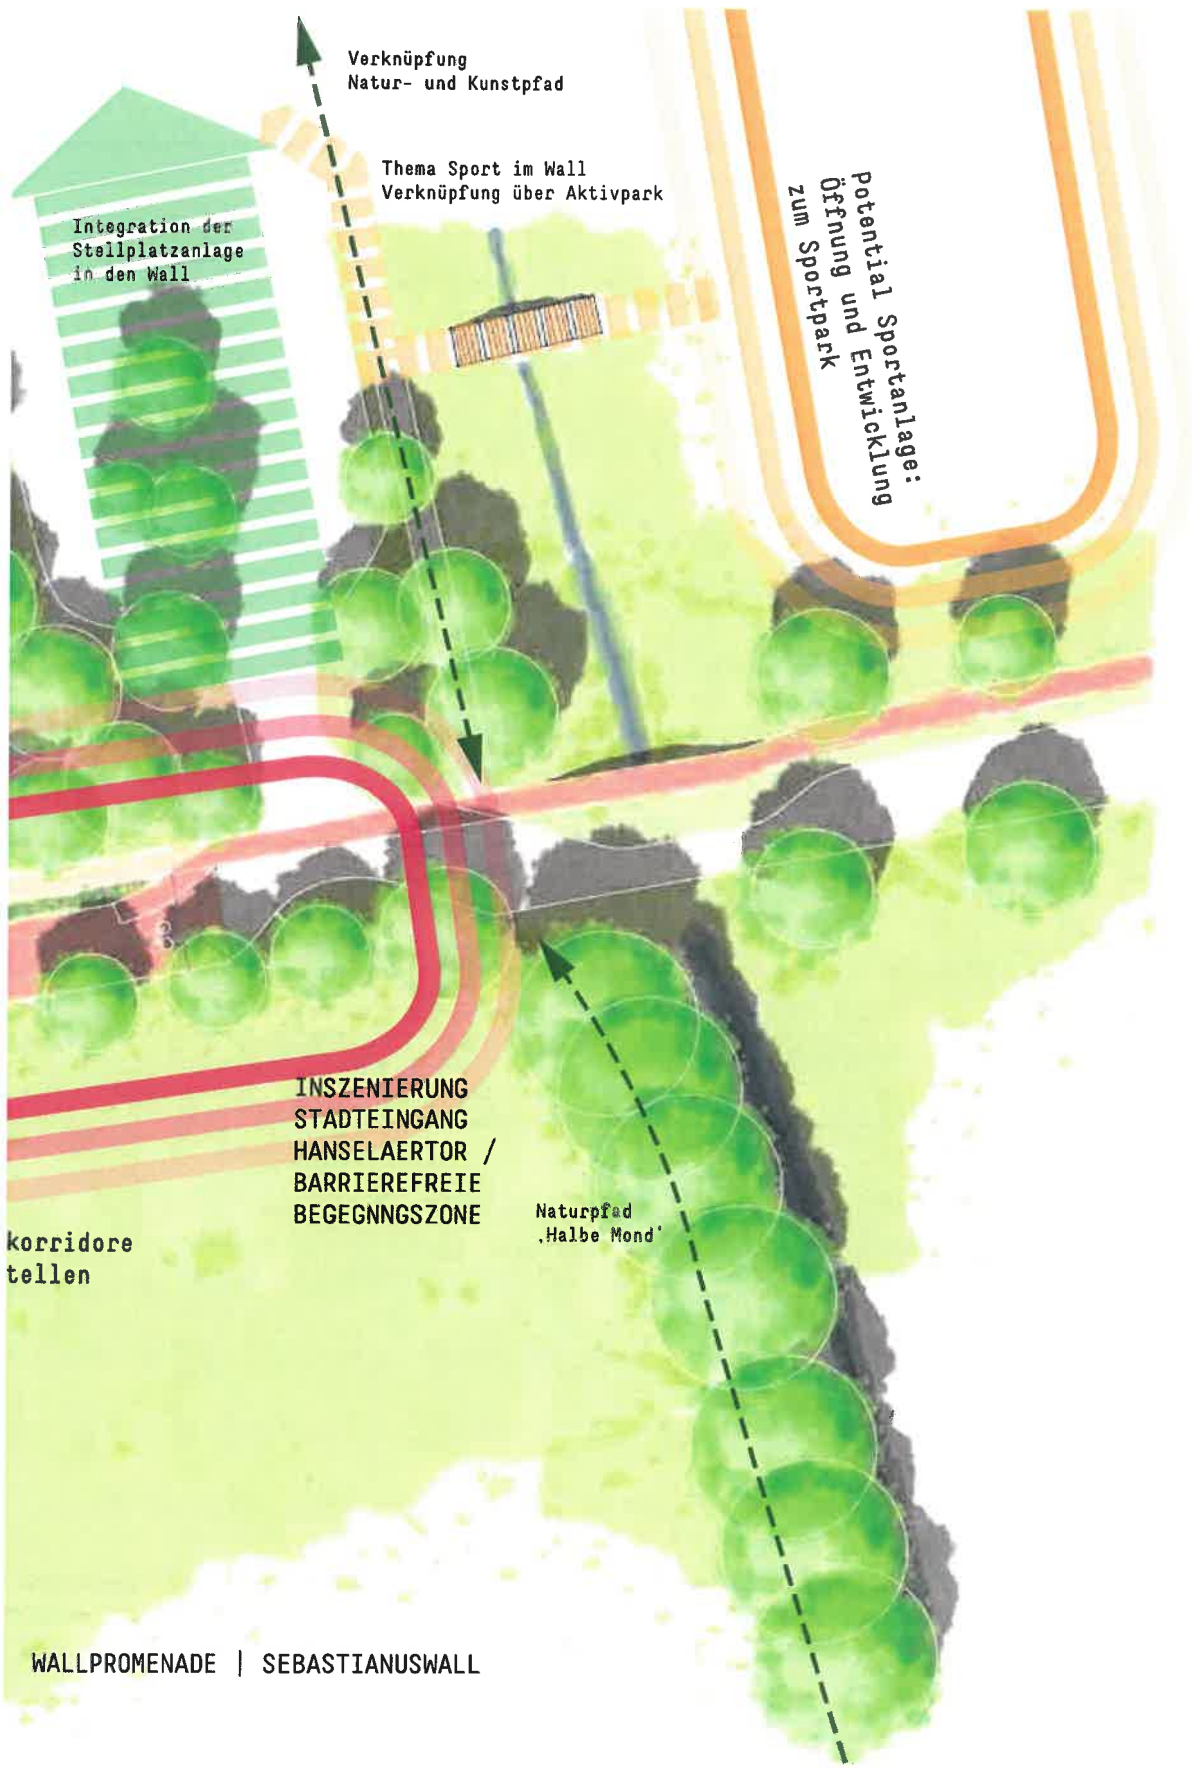 Verknüpfung
Natur- und Kunstpfad
Thema Sport im Wall
Verknüpfung über Aktivpark
Potential Sportanlage:
Öffnung und Entwicklung
zum Sportpark
Integration der
Stellplatzanlage
in den Wall
INSZENIERUNG
STADTEINGANG
HANSELAERTOR /
BARRIEREFREIE
BEGEGNNGSZONE
Naturpfad
‚Halbe Mond‘
korridore
tellen
WALLPROMENADE | SEBASTIANUSWALL